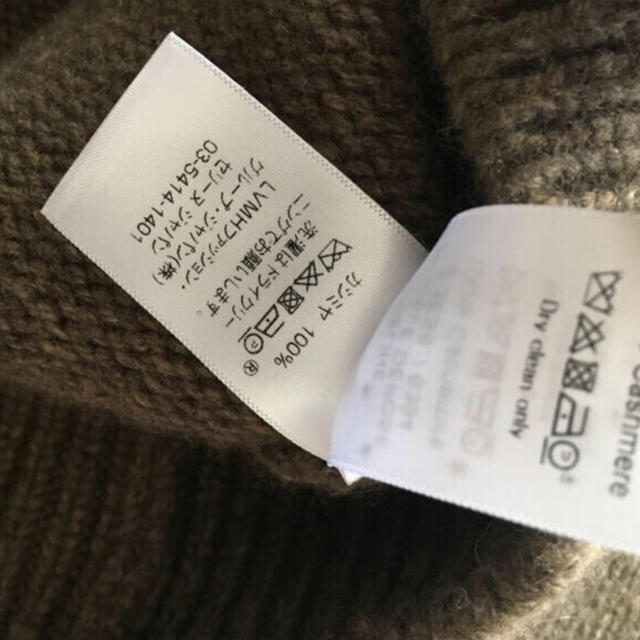 カシミヤ 100%
洗濯はドライクリー
ニングでお願いします
LVMHファッション
グループ・ジャパン(株)
セリーヌ ジャパン
03-5414-1401
Cashmere
Dry clean only